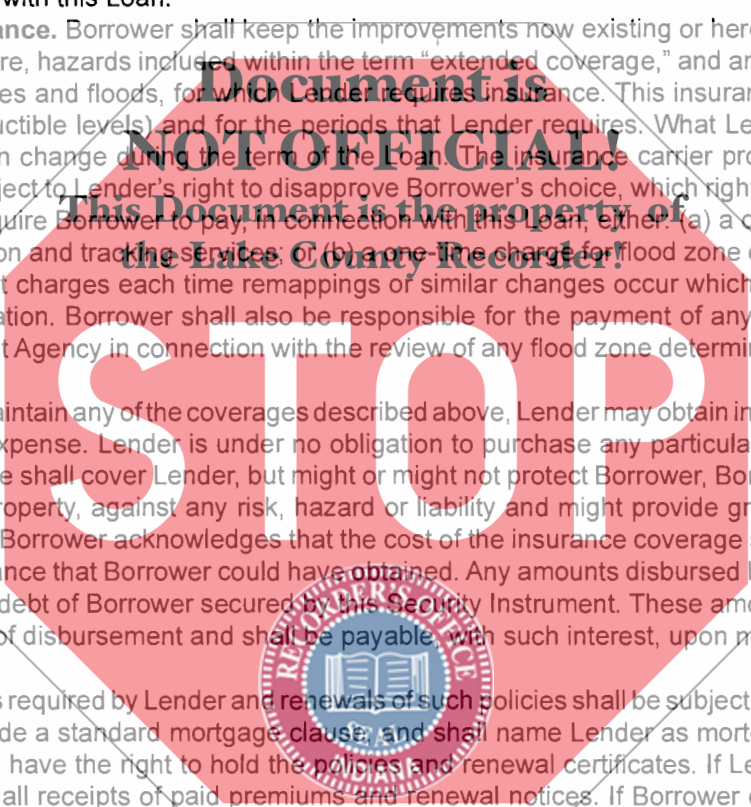 with this Loan.
ance. Borrower shall keep the improvements now existing or here
re, hazards included within the term “extended coverage,” and an
es and floods, for which Lender requires insurance. This insuran
uctible levels) and for the periods that Lender requires. What Le
n change during the term of the Loan. The insurance carrier pro
ject to Lender's right to disapprove Borrower's choice, which righ
quire Borrower to pay, in connection with this Loan, either: (a) a o
on and tracking services; or (b) a one-time charge for flood zone
t charges each time remappings or similar changes occur which
ation. Borrower shall also be responsible for the payment of any
t Agency in connection with the review of any flood zone determin
aintain any of the coverages described above, Lender may obtain in
xpense. Lender is under no obligation to purchase any particula
e shall cover Lender, but might or might not protect Borrower, Bor
roperty, against any risk, hazard or liability and might provide gr
Borrower acknowledges that the cost of the insurance coverage
ance that Borrower could have obtained. Any amounts disbursed
debt of Borrower secured by this Security Instrument. These amo
of disbursement and shall be payable, with such interest, upon n
s required by Lender and renewals of such policies shall be subject
de a standard mortgage clause, and shall name Lender as morte
have the right to hold the policies and renewal certificates. If Le
all receipts of paid premiums and renewal notices. If Borrower
Document is
NOT OFFICIAL!
This Document is the property of
the Lake County Recorder!
STOP
RECORDER'S OFFICE
SEAL
INDIANA